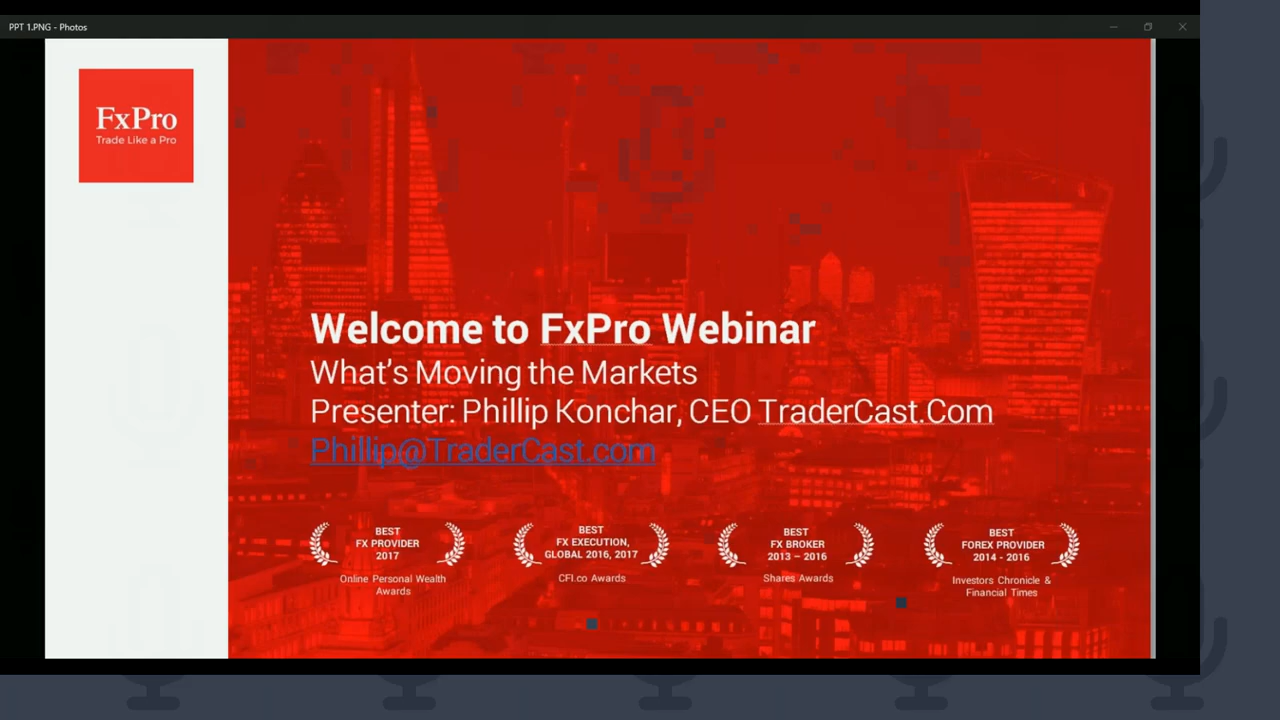 PPT 1.PNG - Photos
FxPro
Trade Like a Pro
Welcome to FxPro Webinar
What's Moving the Markets
Presenter: Phillip Konchar, CEO TraderCast.Com
Phillip@TraderCast.com
BEST
FX PROVIDER
2017
Online Personal Wealth
Awards
BEST
FX EXECUTION,
GLOBAL 2016, 2017
CFI.co Awards
BEST
FX BROKER
2013 – 2016
Shares Awards
BEST
FOREX PROVIDER
2014 - 2016
Investors Chronicle &
Financial Times